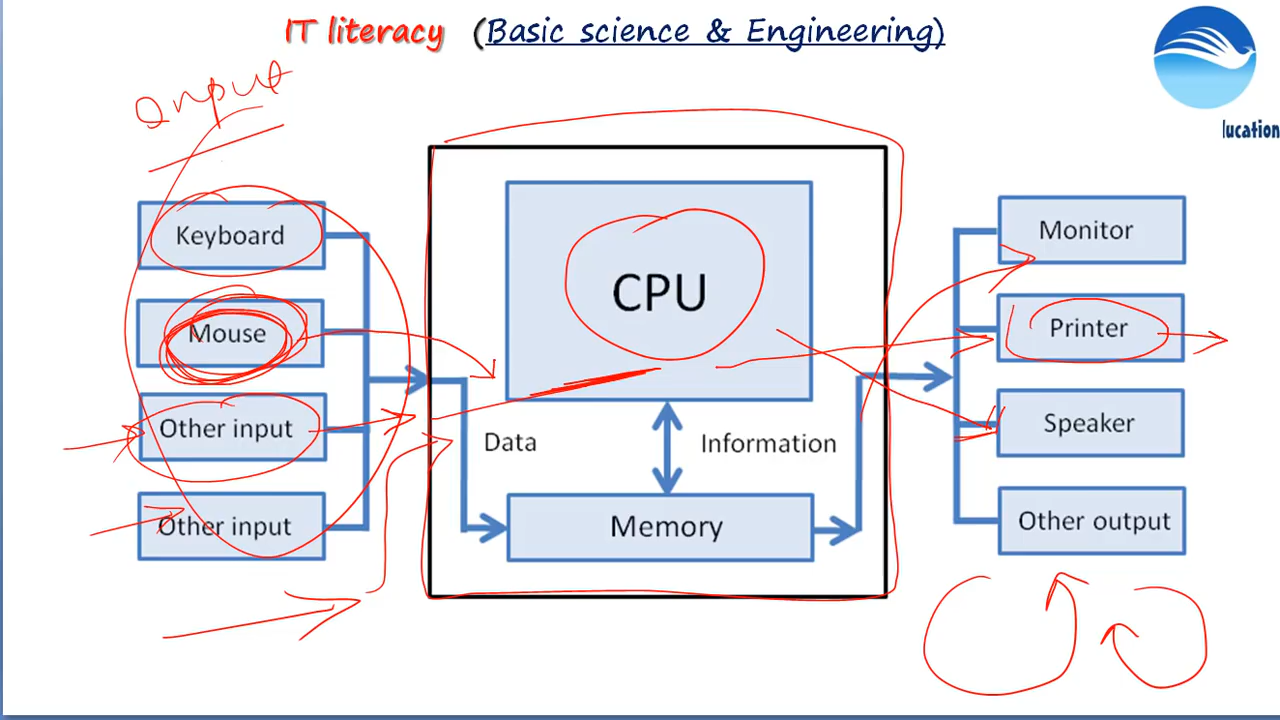 IT literacy (Basic science & Engineering)
lucation
Input
Keyboard
Mouse
Other input
Other input
CPU
Data
Information
Memory
Monitor
Printer
Speaker
Other output